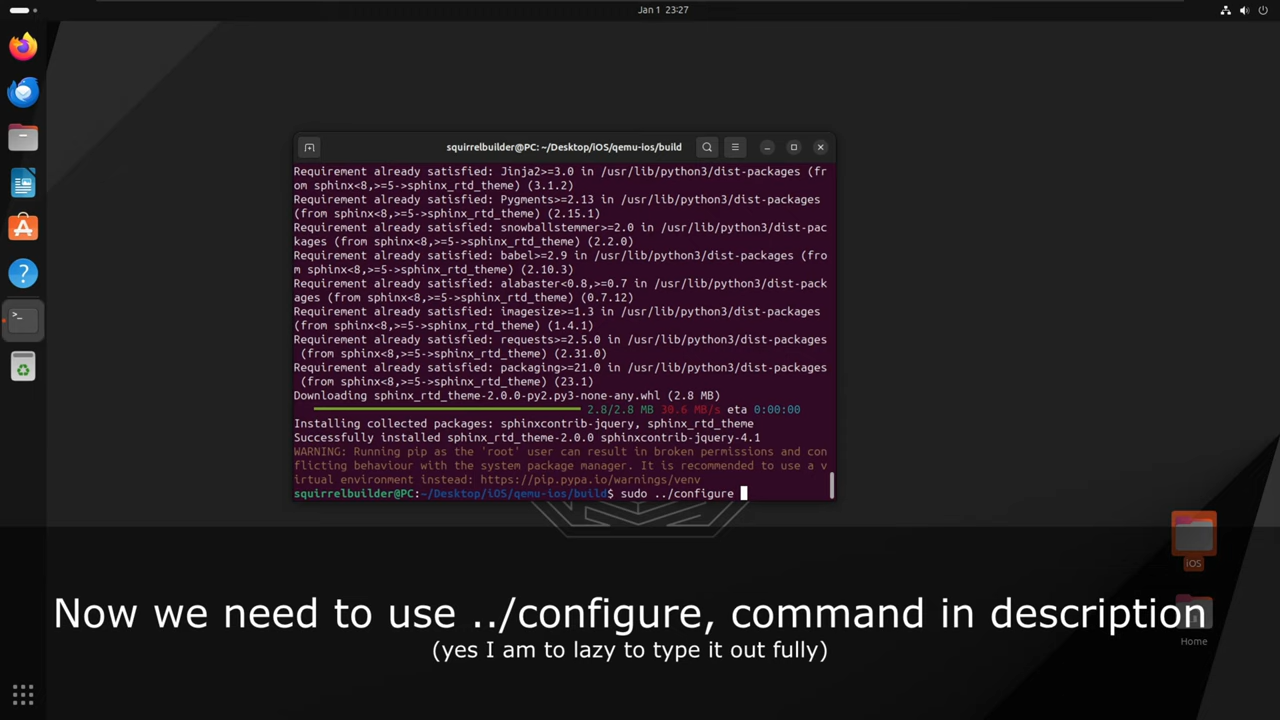 Jan 1 23:27
squirrelbuilder@PC: ~/Desktop/iOS/qemu-ios/build
Requirement already satisfied: Jinja2>=3.0 in /usr/lib/python3/dist-packages (fr
om sphinx<8,>=5->sphinx_rtd_theme) (3.1.2)
Requirement already satisfied: Pygments>=2.13 in /usr/lib/python3/dist-packages
(from sphinx<8,>=5->sphinx_rtd_theme) (2.15.1)
Requirement already satisfied: snowballstemmer>=2.0 in /usr/lib/python3/dist-pac
kages (from sphinx<8,>=5->sphinx_rtd_theme) (2.2.0)
Requirement already satisfied: babel>=2.9 in /usr/lib/python3/dist-packages (fro
m sphinx<8,>=5->sphinx_rtd_theme) (2.10.3)
Requirement already satisfied: alabaster<0.8,>=0.7 in /usr/lib/python3/dist-pack
ages (from sphinx<8,>=5->sphinx_rtd_theme) (0.7.12)
Requirement already satisfied: imagesize>=1.3 in /usr/lib/python3/dist-packages
(from sphinx<8,>=5->sphinx_rtd_theme) (1.4.1)
Requirement already satisfied: requests>=2.5.0 in /usr/lib/python3/dist-packages
(from sphinx<8,>=5->sphinx_rtd_theme) (2.31.0)
Requirement already satisfied: packaging>=21.0 in /usr/lib/python3/dist-packages
(from sphinx<8,>=5->sphinx_rtd_theme) (23.1)
Downloading sphinx_rtd_theme-2.0.0-py2.py3-none-any.whl (2.8 MB)
2.8/2.8 MB 30.6 MB/s eta 0:00:00
Installing collected packages: sphinxcontrib-jquery, sphinx_rtd_theme
Successfully installed sphinx_rtd_theme-2.0.0 sphinxcontrib-jquery-4.1
WARNING: Running pip as the 'root' user can result in broken permissions and con
flicting behaviour with the system package manager. It is recommended to use a v
irtual environment instead: https://pip.pypa.io/warnings/venv
squirrelbuilder@PC:~/Desktop/iOS/qemu-ios/build$ sudo ../configure
iOS
Now we need to use ../configure, command in description
Home
(yes I am to lazy to type it out fully)